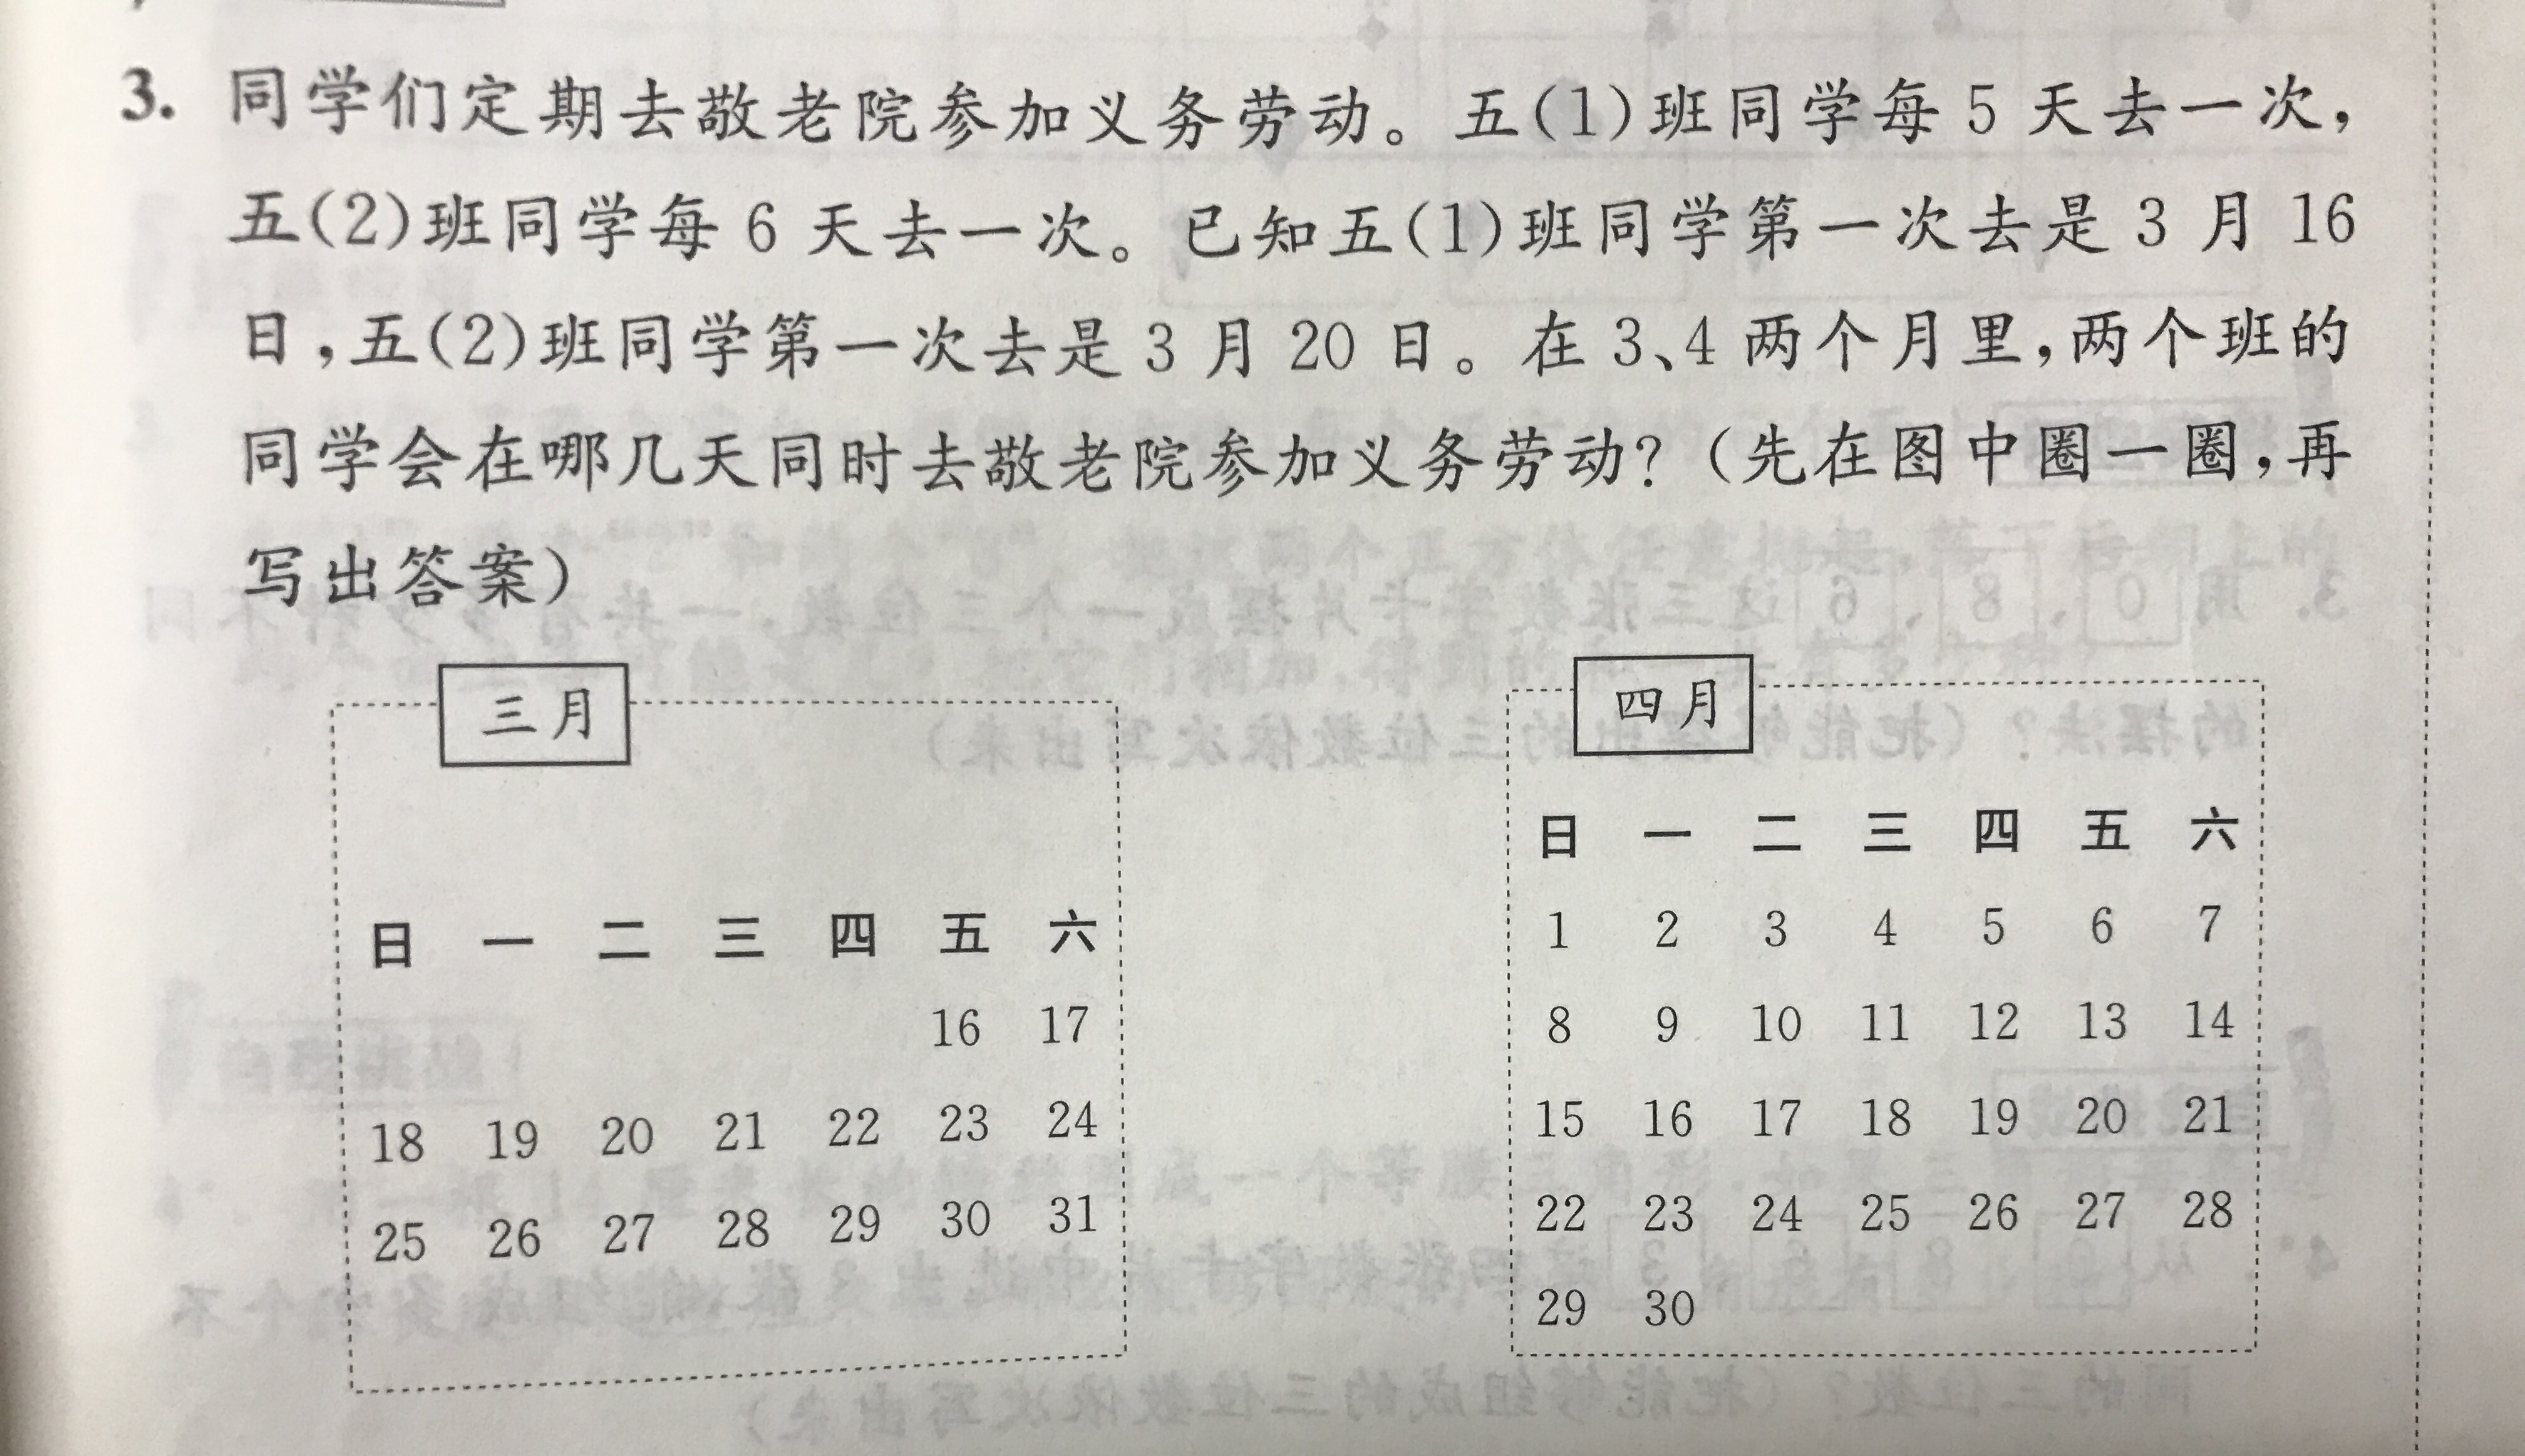 3. 同学们定期去敬老院参加义务劳动。五(1)班同学每 5 天去一次,
五(2)班同学每 6 天去一次。已知五(1)班同学第一次去是 3 月 16
日,五(2)班同学第一次去是 3 月 20 日。在 3、4 两个月里,两个班的
同学会在哪几天同时去敬老院参加义务劳动?(先在图中圈一圈,再
写出答案)
三月
日 一 二 三 四 五 六
16 17
18 19 20 21 22 23 24
25 26 27 28 29 30 31
四月
日 一 二 三 四 五 六
1 2 3 4 5 6 7
8 9 10 11 12 13 14
15 16 17 18 19 20 21
22 23 24 25 26 27 28
29 30